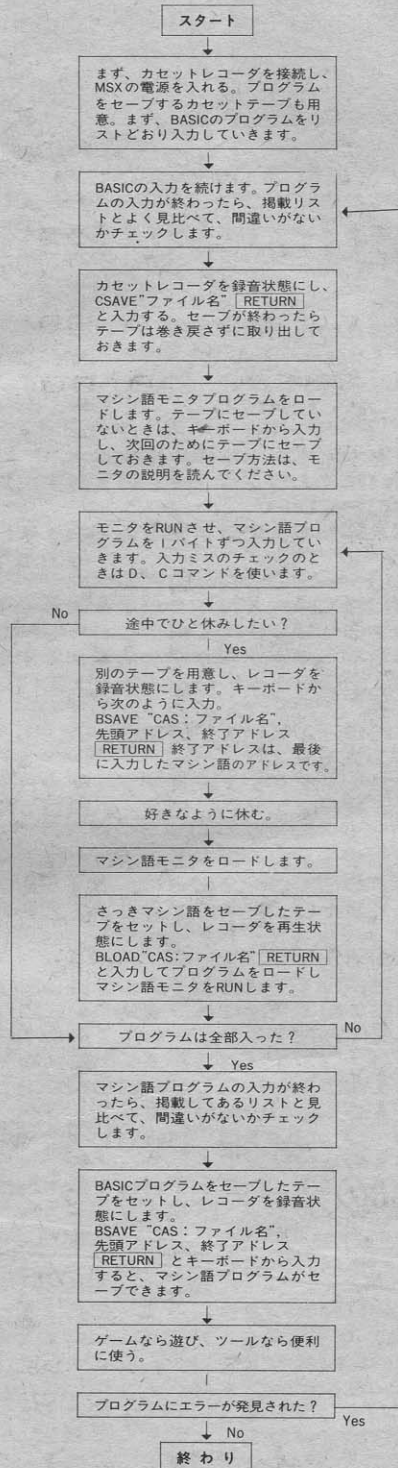 スタート
まず、カセットレコーダを接続し、
MSXの電源を入れる。プログラム
をセーブするカセットテープも用
意。まず、BASICのプログラムをリ
ストどおり入力していきます。
BASICの入力を続けます。プログラ
ムの入力が終わったら、掲載リス
トとよく見比べて、間違いがない
かチェックします。
カセットレコーダを録音状態にし、
CSAVE"ファイル名" RETURN
と入力する。セーブが終わったら
テープは巻き戻さずに取り出して
おきます。
マシン語モニタプログラムをロー
ドします。テープにセーブしてい
ないときは、キーボードから入力
し、次回のためにテープにセーブ
しておきます。セーブ方法は、モ
ニタの説明を読んでください。
モニタをRUNさせ、マシン語プロ
グラムを1バイトずつ入力してい
きます。入力ミスのチェックのと
きはD、Cコマンドを使います。
No
途中でひと休みしたい？
Yes
別のテープを用意し、レコーダを
録音状態にします。キーボードか
ら次のように入力。
BSAVE "CAS：ファイル名",
先頭アドレス、終了アドレス
RETURN 終了アドレスは、最後
に入力したマシン語のアドレスです。
好きなように休む。
マシン語モニタをロードします。
さっきマシン語をセーブしたテー
プをセットし、レコーダを再生状
態にします。
BLOAD"CAS：ファイル名" RETURN
と入力してプログラムをロードし
マシン語モニタをRUNします。
プログラムは全部入った？
No
Yes
マシン語プログラムの入力が終わ
ったら、掲載してあるリストと見
比べて、間違いがないかチェック
します。
BASICプログラムをセーブしたテー
プをセットし、レコーダを録音状
態にします。
BSAVE "CAS：ファイル名",
先頭アドレス、終了アドレス
RETURN とキーボードから入力
すると、マシン語プログラムがセ
ーブできます。
ゲームなら遊び、ツールなら便利
に使う。
プログラムにエラーが発見された？
Yes
No
終わり